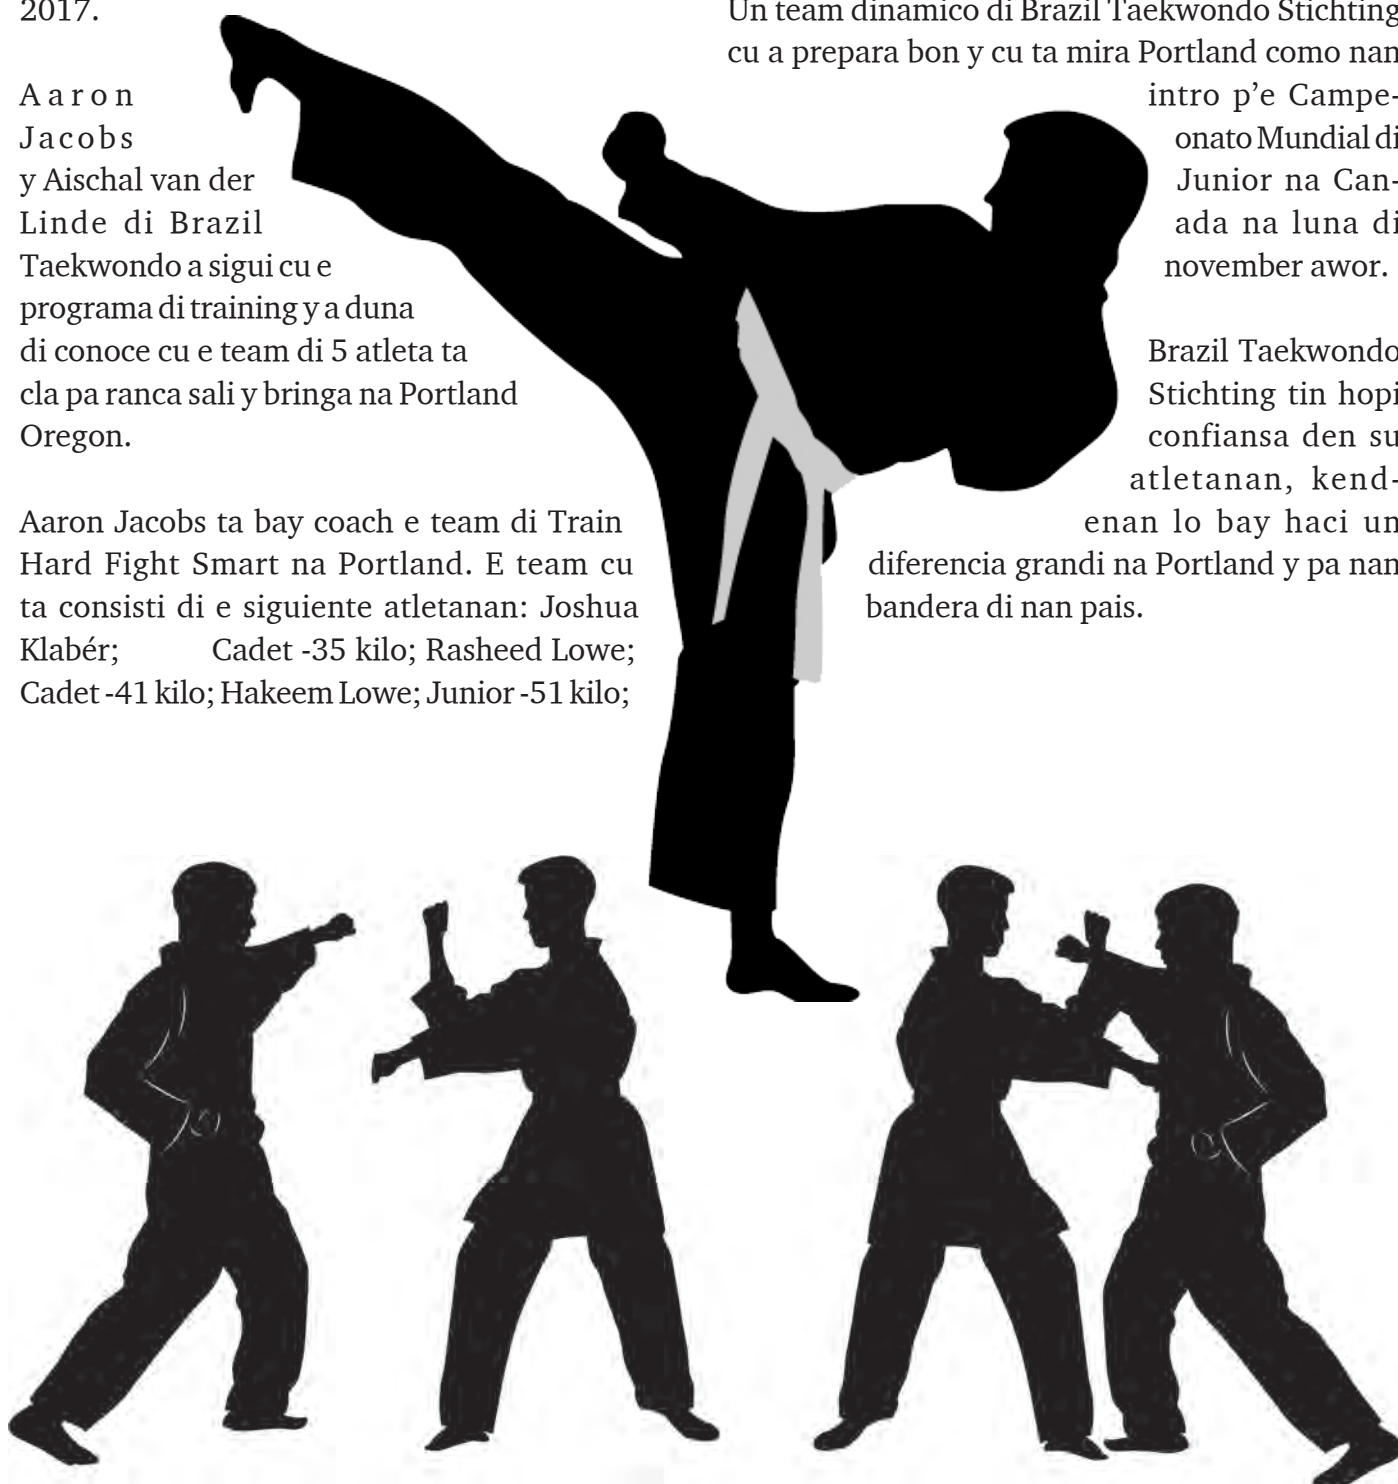 2017.
Aaron
Jacobs
y Aischal van der
Linde di Brazil
Taekwondo a sigui cu e
programa di training y a duna
di conoce cu e team di 5 atleta ta
cla pa ranca sali y bringa na Portland
Oregon.
Aaron Jacobs ta bay coach e team di Train
Hard Fight Smart na Portland. E team cu
ta consisti di e siguiente atletanan: Joshua
Klabér; Cadet -35 kilo; Rasheed Lowe;
Cadet -41 kilo; Hakeem Lowe; Junior -51 kilo;
Un team dinamico di Brazil Taekwondo Stichting
cu a prepara bon y cu ta mira Portland como nan
intro p’e Campe-
onato Mundial di
Junior na Can-
ada na luna di
november awor.
Brazil Taekwondo
Stichting tin hopi
confiansa den su
atletanan, kend-
enan lo bay haci un
diferencia grandi na Portland y pa nan
bandera di nan pais.